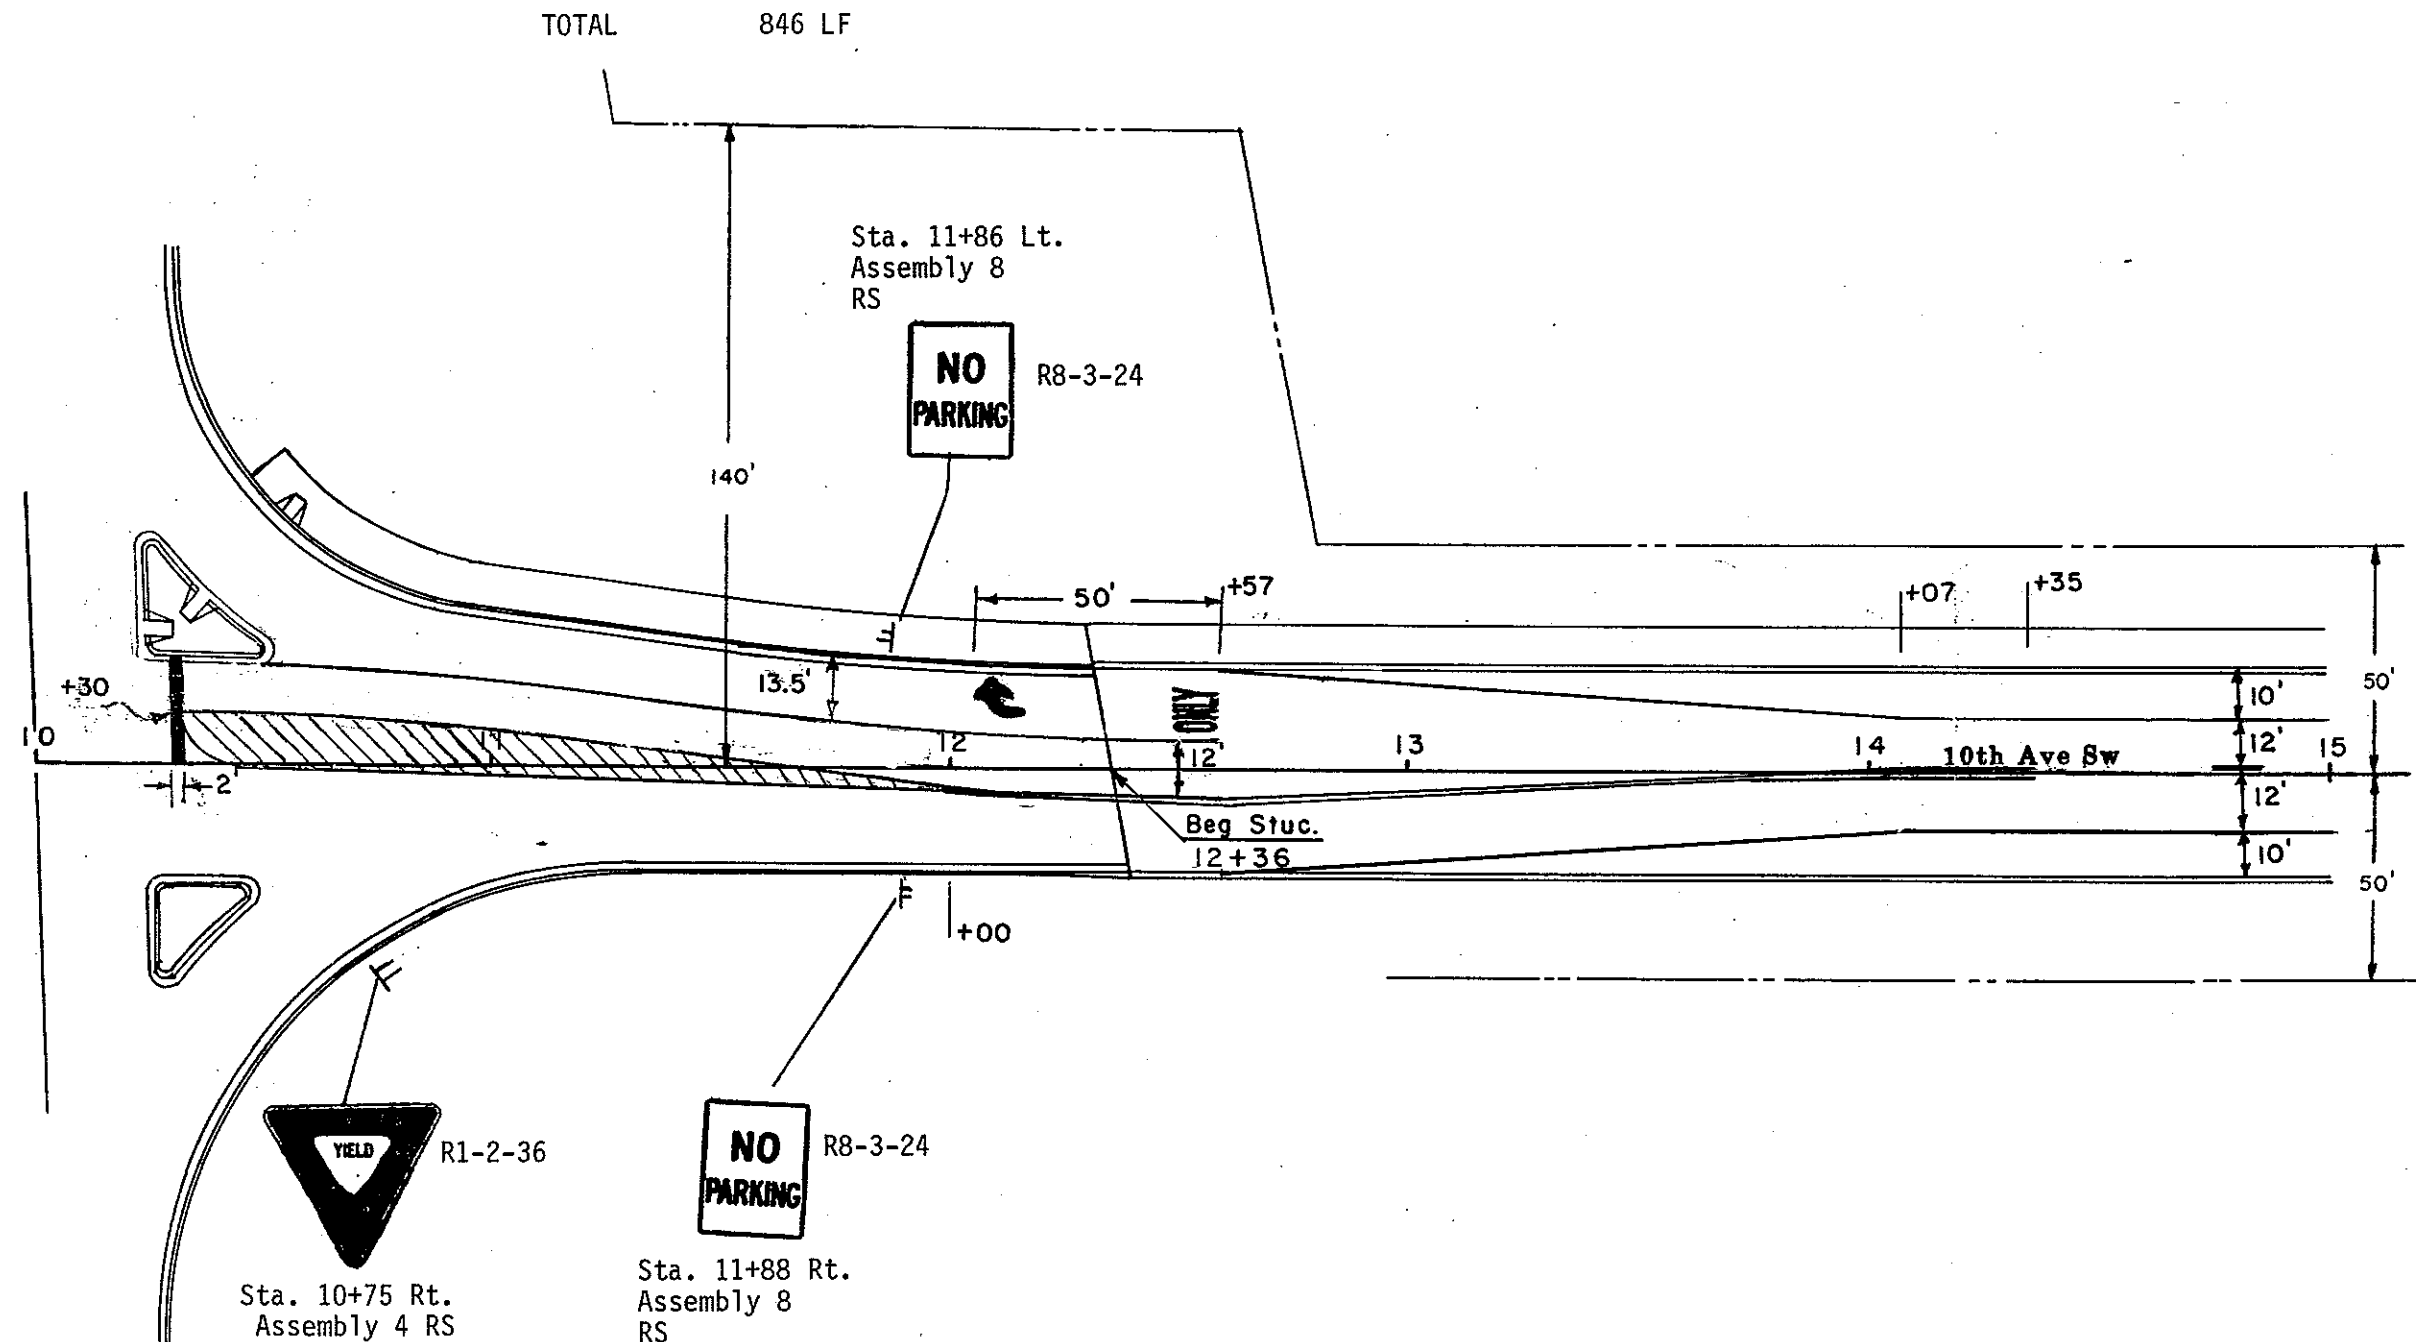 TOTAL 846 LF
Sta. 11+86 Lt.
Assembly 8
RS
NO
PARKING
R8-3-24
140'
50'
+57
+07
+35
13.5'
ONLY
+30
10
11
12
12'
13
14
10th Ave Sw
15
10'
12'
50'
2'
12'
10'
50'
Beg Stuc.
12+36
+00
YIELD
R1-2-36
Sta. 10+75 Rt.
Assembly 4 RS
NO
PARKING
R8-3-24
Sta. 11+88 Rt.
Assembly 8
RS